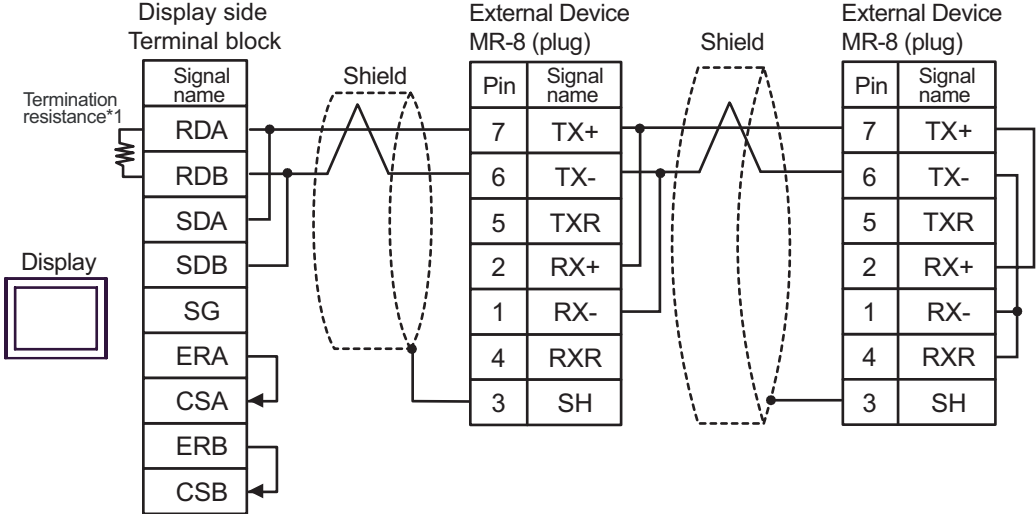 Display side
Terminal block
Signal
name
RDA
RDB
SDA
SDB
SG
ERA
CSA
ERB
CSB
Termination
resistance*1
Display
Shield
External Device
MR-8 (plug)
Pin
Signal
name
7 TX+
6 TX-
5 TXR
2 RX+
1 RX-
4 RXR
3 SH
Shield
External Device
MR-8 (plug)
Pin
Signal
name
7 TX+
6 TX-
5 TXR
2 RX+
1 RX-
4 RXR
3 SH